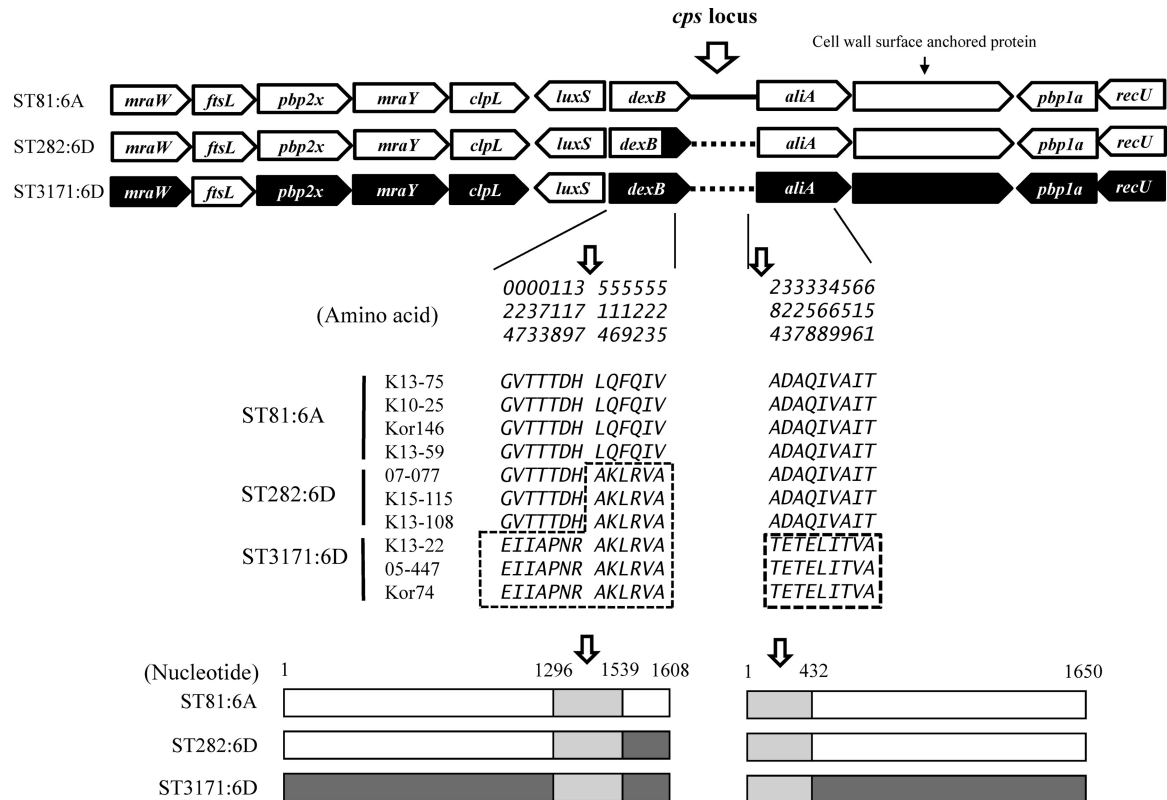 cps locus
Cell wall surface anchored protein
ST81:6A mraW ftsL pbp2x mraY clpL luxS dexB aliA pbp1a recU
ST282:6D mraW ftsL pbp2x mraY clpL luxS dexB aliA pbp1a recU
ST3171:6D mraW ftsL pbp2x mraY clpL luxS dexB aliA pbp1a recU
0000113 555555 233334566
(Amino acid) 2237117 111222 822566515
4733897 469235 437889961
K13-75 GVTTTDH LQFQIV ADAQIVAIT
ST81:6A K10-25 GVTTTDH LQFQIV ADAQIVAIT
Kor146 GVTTTDH LQFQIV ADAQIVAIT
K13-59 GVTTTDH LQFQIV ADAQIVAIT
07-077 GVTTTDH AKLRVA ADAQIVAIT
ST282:6D K15-115 GVTTTDH AKLRVA ADAQIVAIT
K13-108 GVTTTDH AKLRVA ADAQIVAIT
ST3171:6D K13-22 EIIAPNR AKLRVA TETELITVA
05-447 EIIAPNR AKLRVA TETELITVA
Kor74 EIIAPNR AKLRVA TETELITVA
(Nucleotide) 1 1296 1539 1608 1 432 1650
ST81:6A
ST282:6D
ST3171:6D